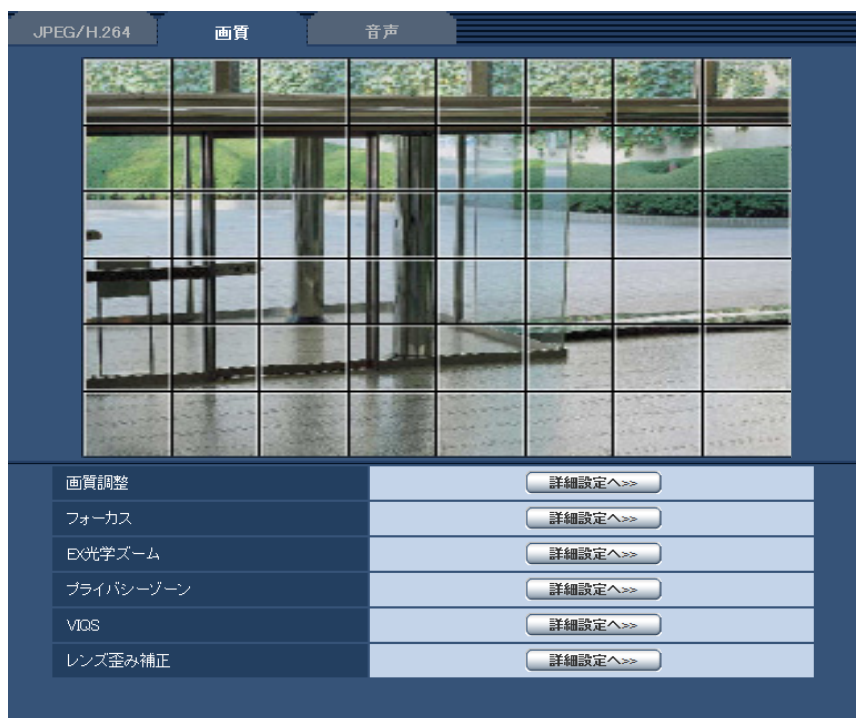 JPEG/H.264
画質
音声
画質調整
詳細設定へ>>
フォーカス
詳細設定へ>>
EX光学ズーム
詳細設定へ>>
プライバシーゾーン
詳細設定へ>>
VIQS
詳細設定へ>>
レンズ歪み補正
詳細設定へ>>